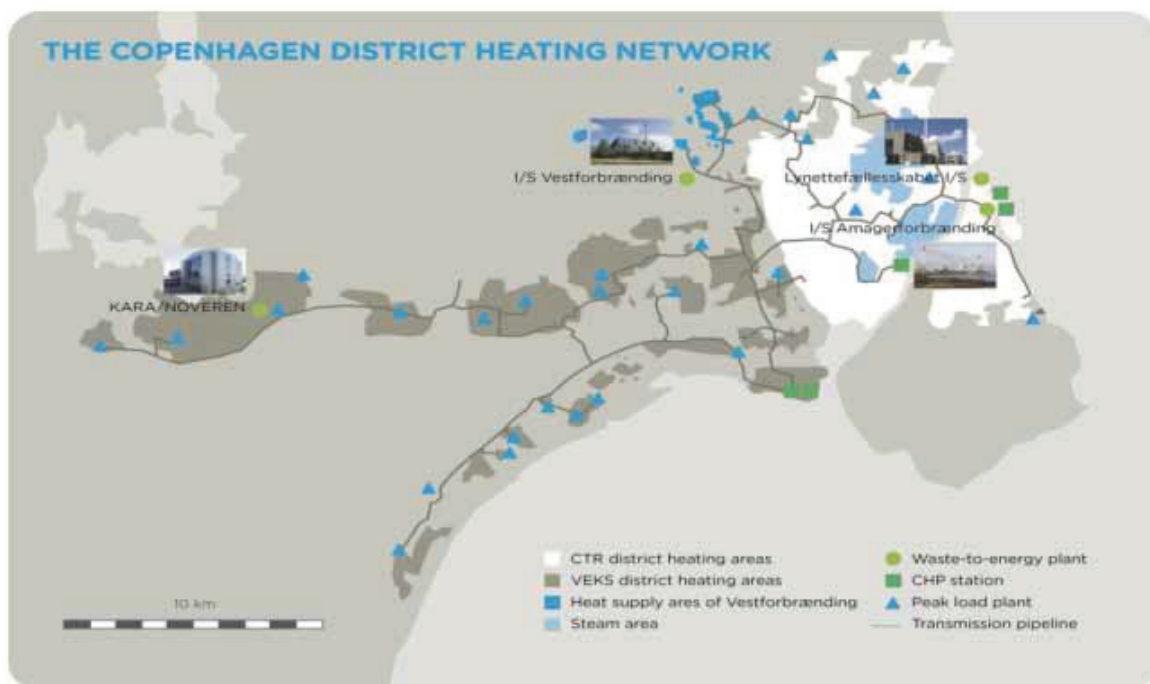 THE COPENHAGEN DISTRICT HEATING NETWORK
I/S Vestforbrænding
Lynettefællesskabet I/S
I/S Amagerforbrænding
KARA/NOVEREN
10 km
CTR district heating areas
VEKS district heating areas
Heat supply ares of Vestforbrænding
Steam area
Waste-to-energy plant
CHP station
Peak load plant
Transmission pipeline